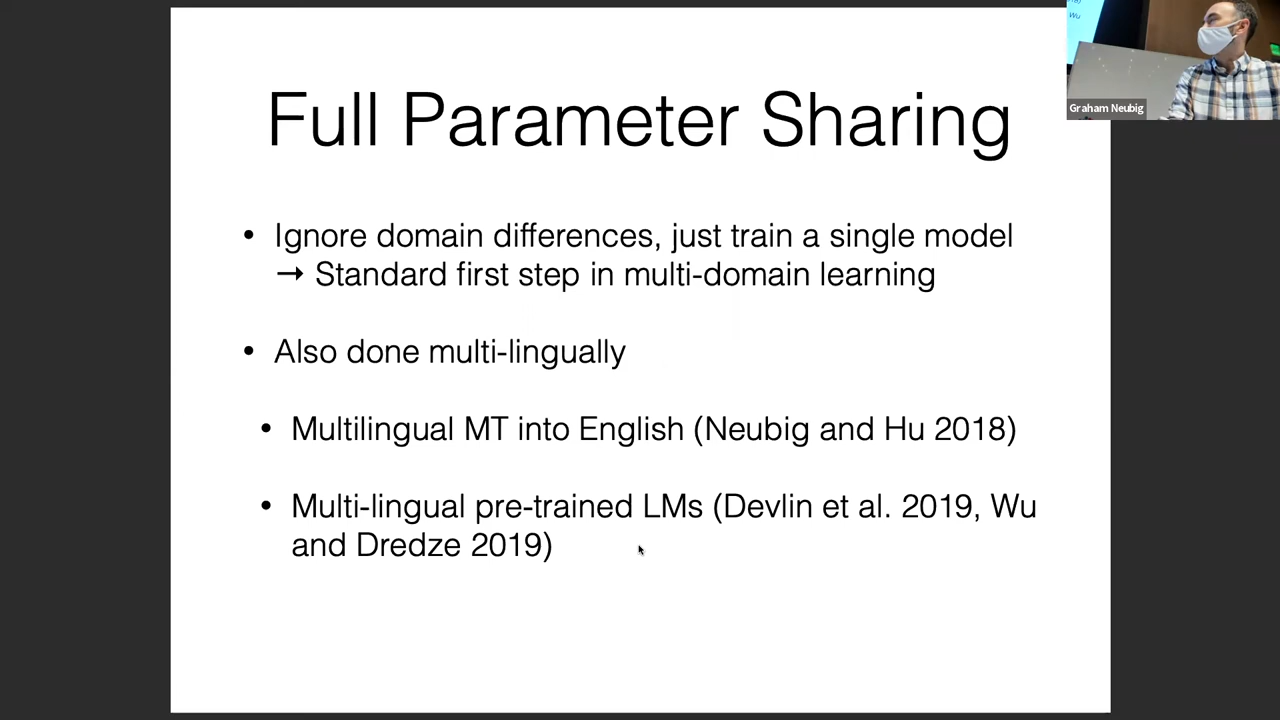 Full Parameter Sharing
• Ignore domain differences, just train a single model
→ Standard first step in multi-domain learning
• Also done multi-lingually
• Multilingual MT into English (Neubig and Hu 2018)
• Multi-lingual pre-trained LMs (Devlin et al. 2019, Wu
and Dredze 2019)
Wu
Graham Neubig